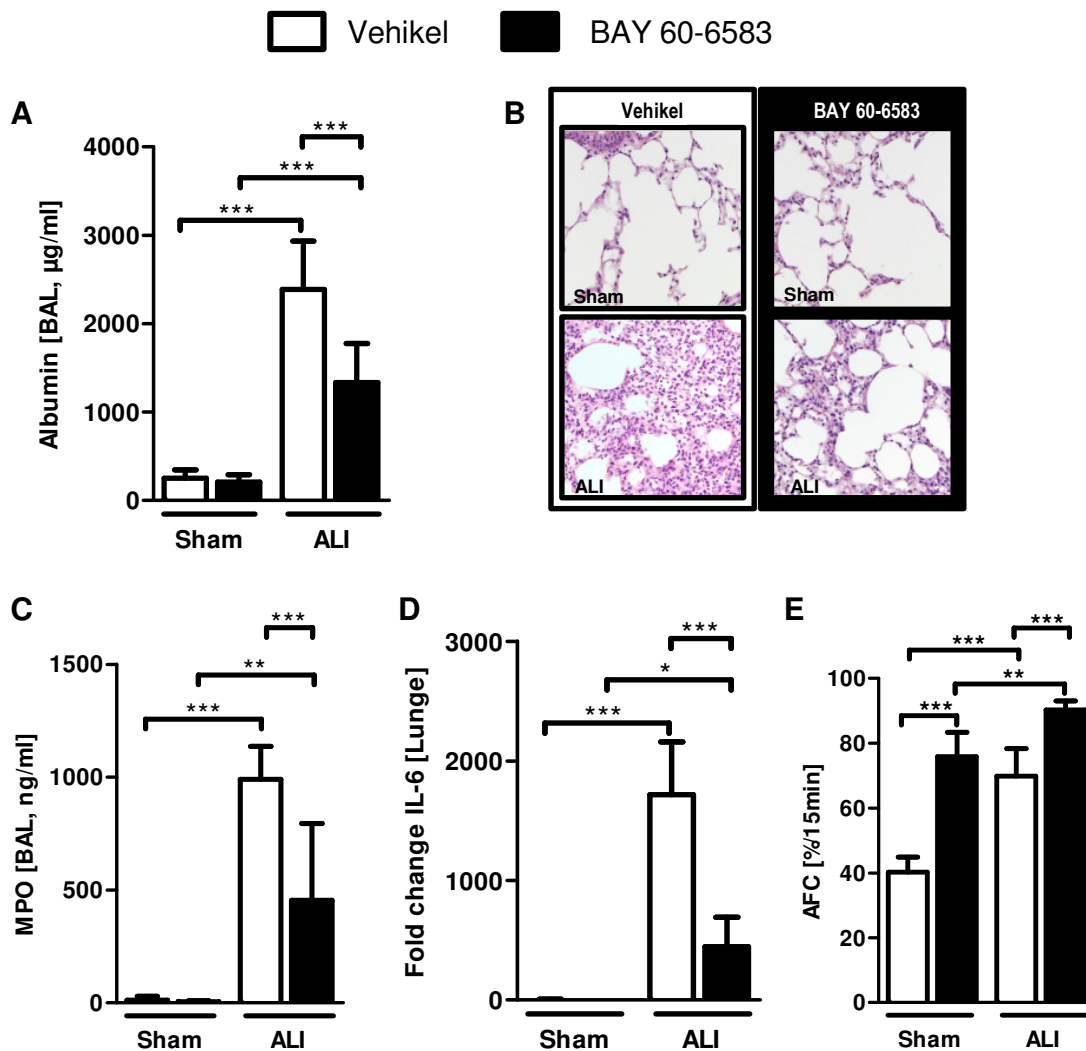 Vehikel BAY 60-6583
A
Albumin [BAL, µg/ml]
4000
3000
2000
1000
0
***
***
***
Sham ALI
B
Vehikel BAY 60-6583
Sham Sham
ALI ALI
C
MPO [BAL, ng/ml]
1500
1000
500
0
***
**
***
Sham ALI
D
Fold change IL-6 [Lunge]
3000
2000
1000
0
***
*
***
Sham ALI
E
AFC [%/15min]
100
80
60
40
20
0
***
***
**
***
Sham ALI